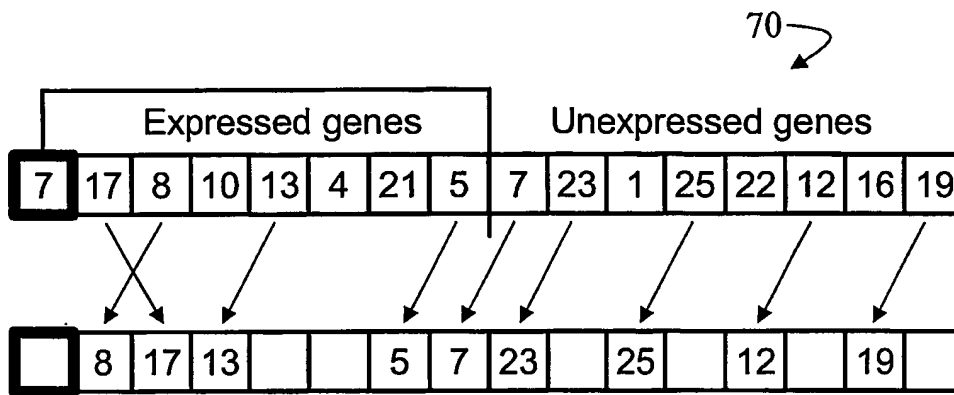 70
Expressed genes Unexpressed genes
7 17 8 10 13 4 21 5 7 23 1 25 22 12 16 19
8 17 13 5 7 23 25 12 19